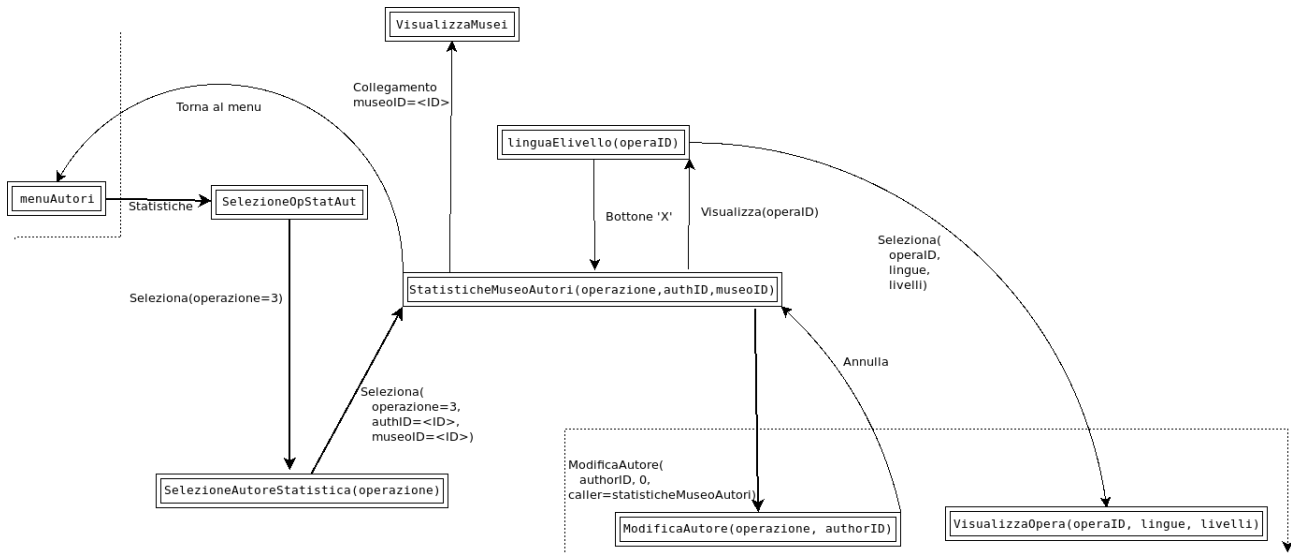 VisualizzaMusei
Collegamento
museoID=<ID>
Torna al menu
linguaElivello(operaID)
menuAutori
Statistiche
SelezioneOpStatAut
Bottone 'X'
Visualizza(operaID)
Seleziona(
operaID,
lingue,
livelli)
StatisticheMuseoAutori(operazione,authID,museoID)
Seleziona(operazione=3)
Annulla
Seleziona(
operazione=3,
authID=<ID>,
museoID=<ID>)
ModificaAutore(
authorID, 0,
caller=statisticheMuseoAutori)
SelezioneAutoreStatistica(operazione)
ModificaAutore(operazione, authorID)
VisualizzaOpera(operaID, lingue, livelli)